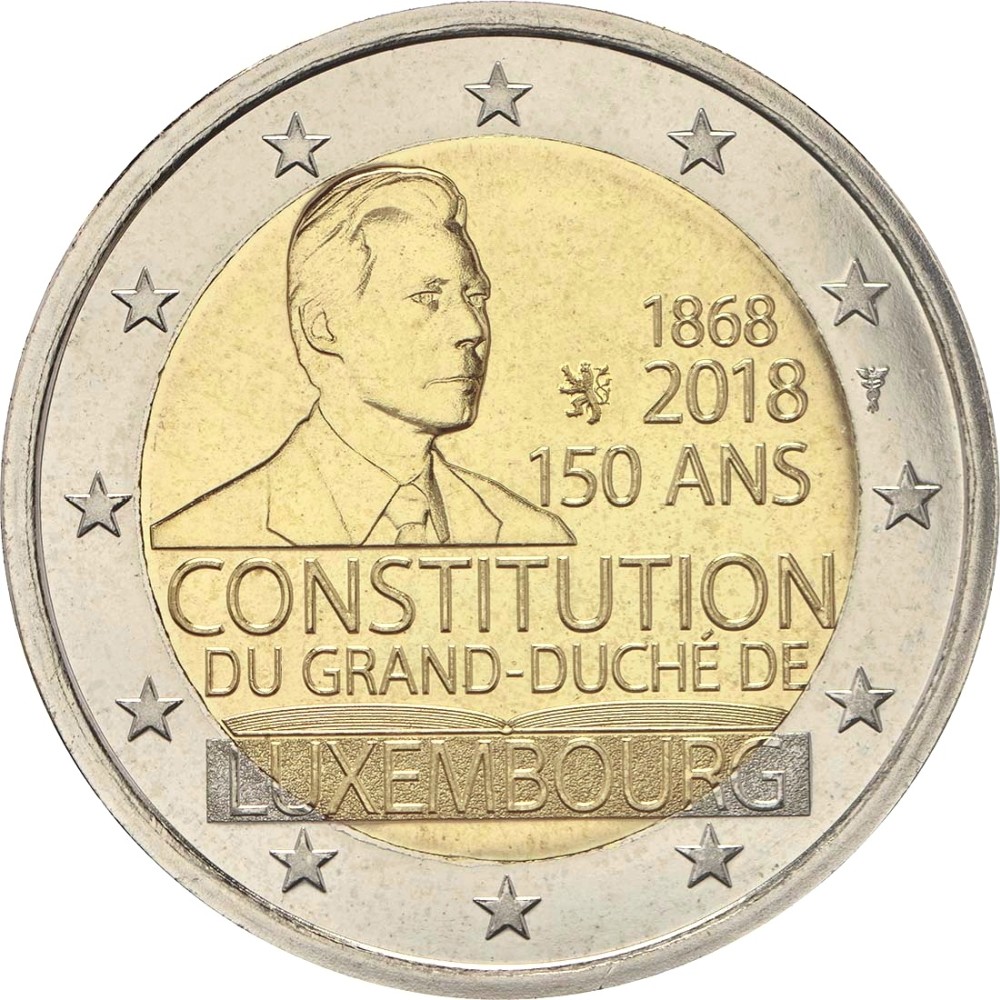 1868
2018
150 ANS
CONSTITUTION
DU GRAND-DUCHÉ DE
LUXEMBOURG